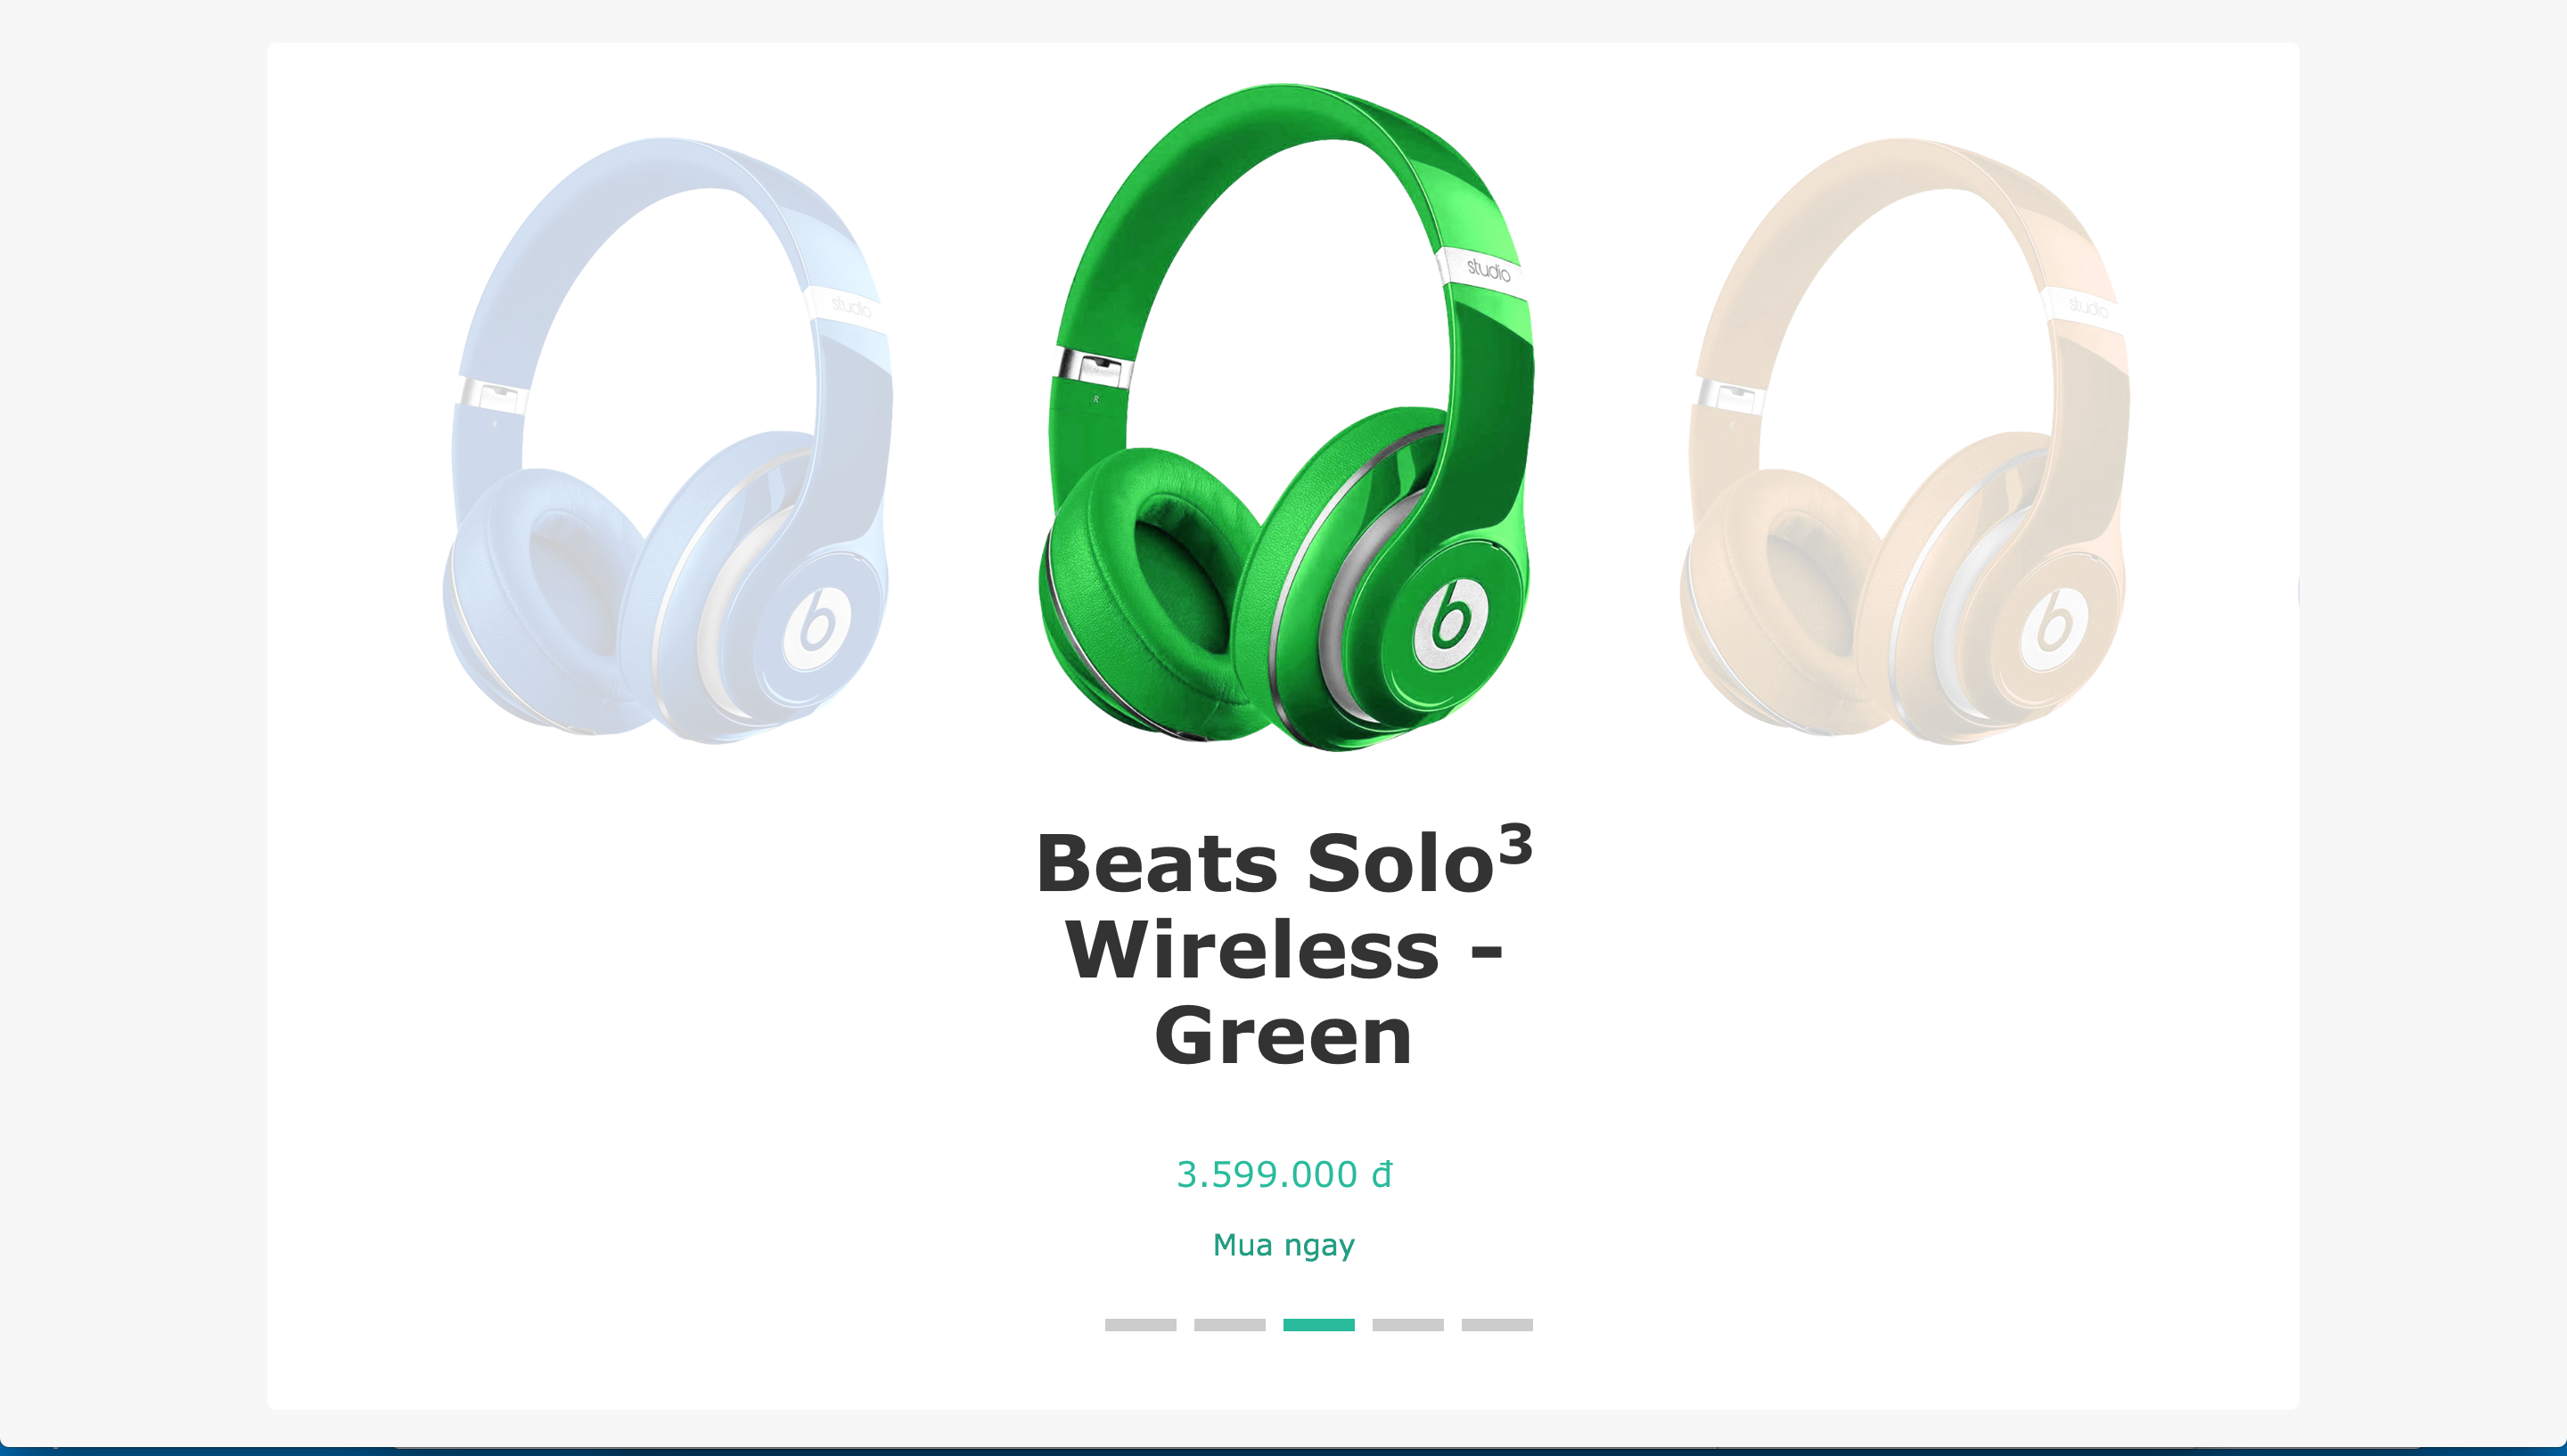 studio
studio
studio
R
b
b
b
Beats Solo³
Wireless -
Green
3.599.000 đ
Mua ngay